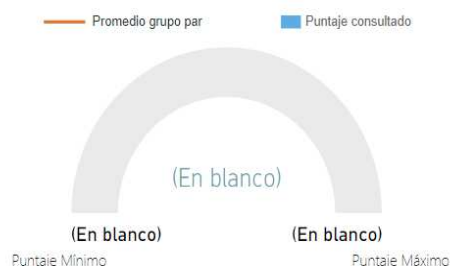 Promedio grupo par Puntaje consultado
(En blanco)
(En blanco) (En blanco)
Puntaje Mínimo Puntaje Máximo